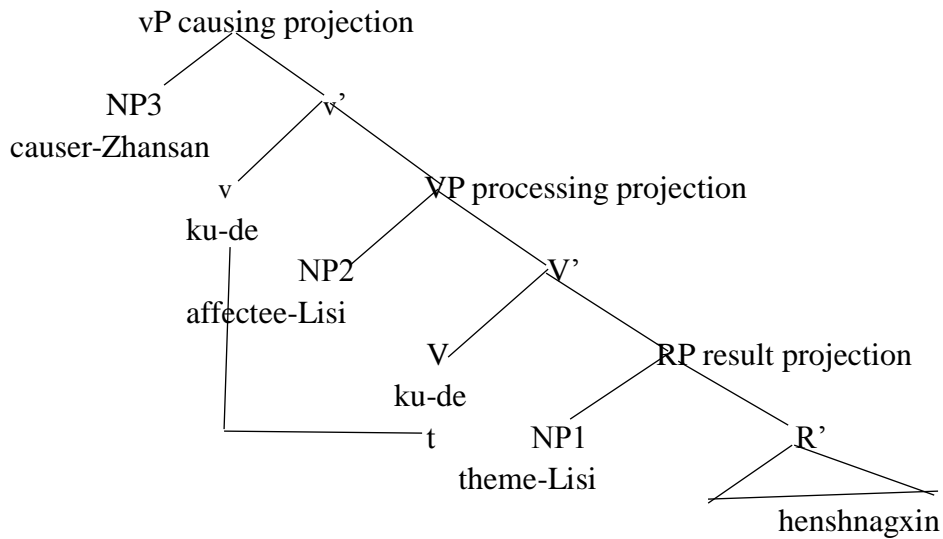 vP causing projection
NP3
v’
causer-Zhansan
v
VP processing projection
ku-de
NP2
V’
affectee-Lisi
V
RP result projection
ku-de
t
NP1
R’
theme-Lisi
henshnagxin